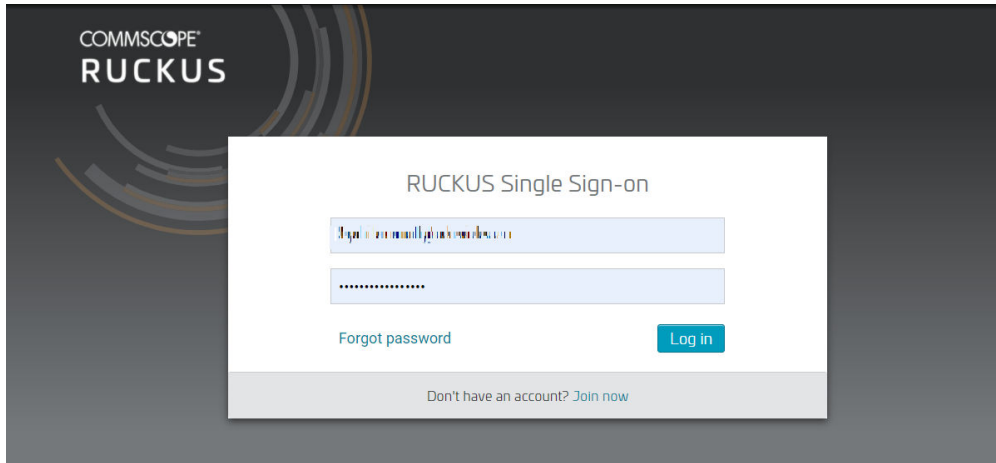 COMMSCOPE®
RUCKUS
RUCKUS Single Sign-on
•••••••••••••••••
Forgot password
Log in
Don't have an account? Join now